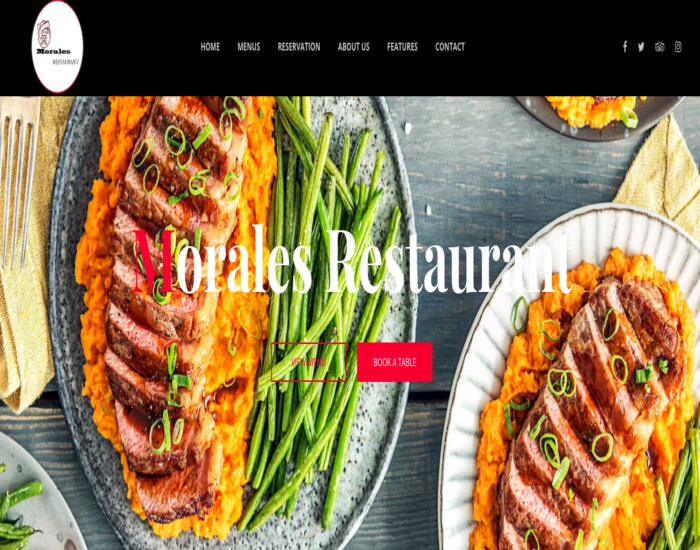 Morales
RESTAURANT
HOME MENUS RESERVATION ABOUT US FEATURES CONTACT
Morales Restaurant
VIEW MENU BOOK A TABLE